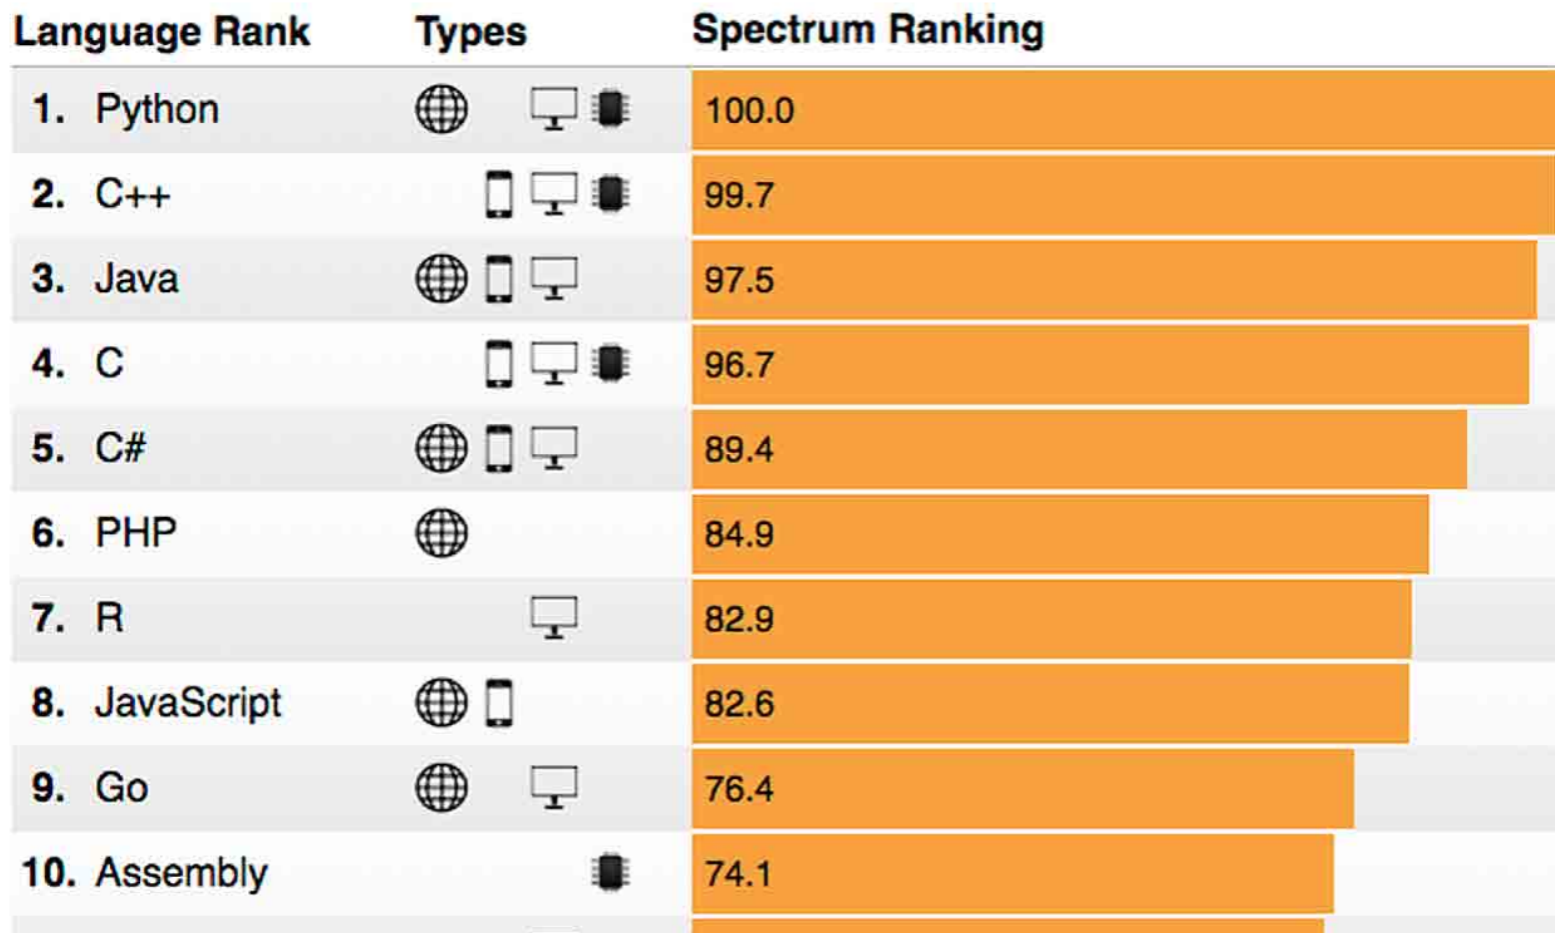 Language Rank Types Spectrum Ranking
1. Python 100.0
2. C++ 99.7
3. Java 97.5
4. C 96.7
5. C# 89.4
6. PHP 84.9
7. R 82.9
8. JavaScript 82.6
9. Go 76.4
10. Assembly 74.1